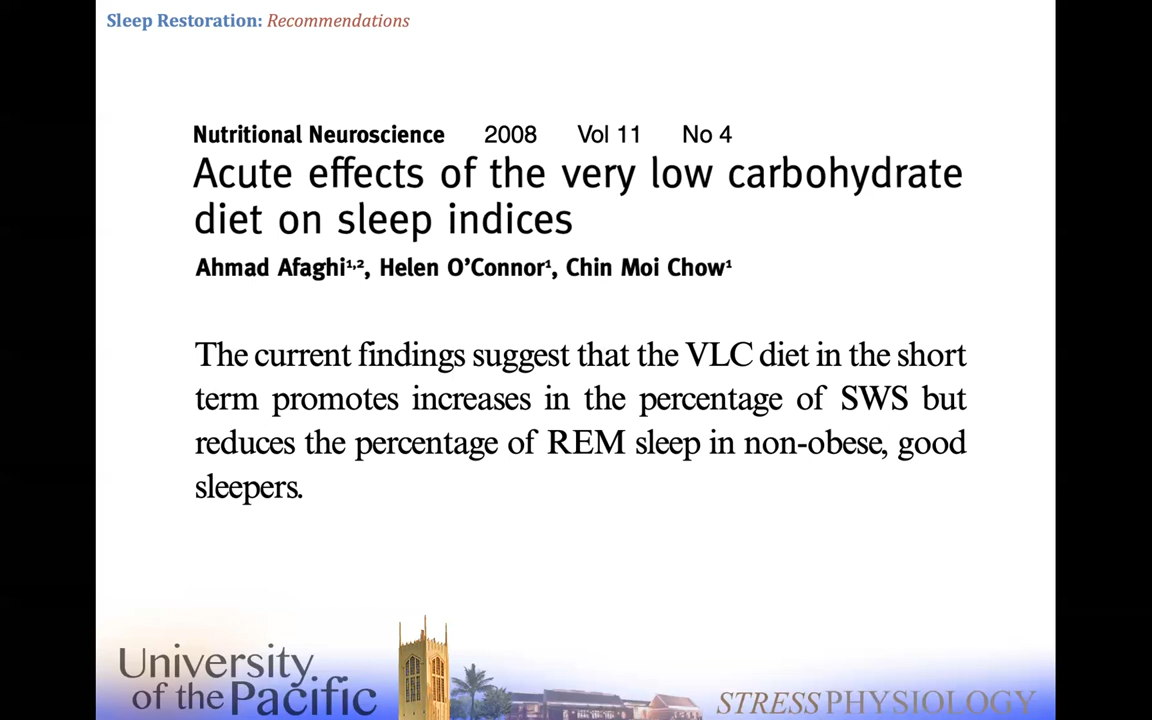 Sleep Restoration: Recommendations
Nutritional Neuroscience 2008 Vol 11 No 4
Acute effects of the very low carbohydrate
diet on sleep indices
Ahmad Afaghi¹,², Helen O’Connor¹, Chin Moi Chow¹
The current findings suggest that the VLC diet in the short
term promotes increases in the percentage of SWS but
reduces the percentage of REM sleep in non-obese, good
sleepers.
University
of the Pacific
STRESSPHYSIOLOGY